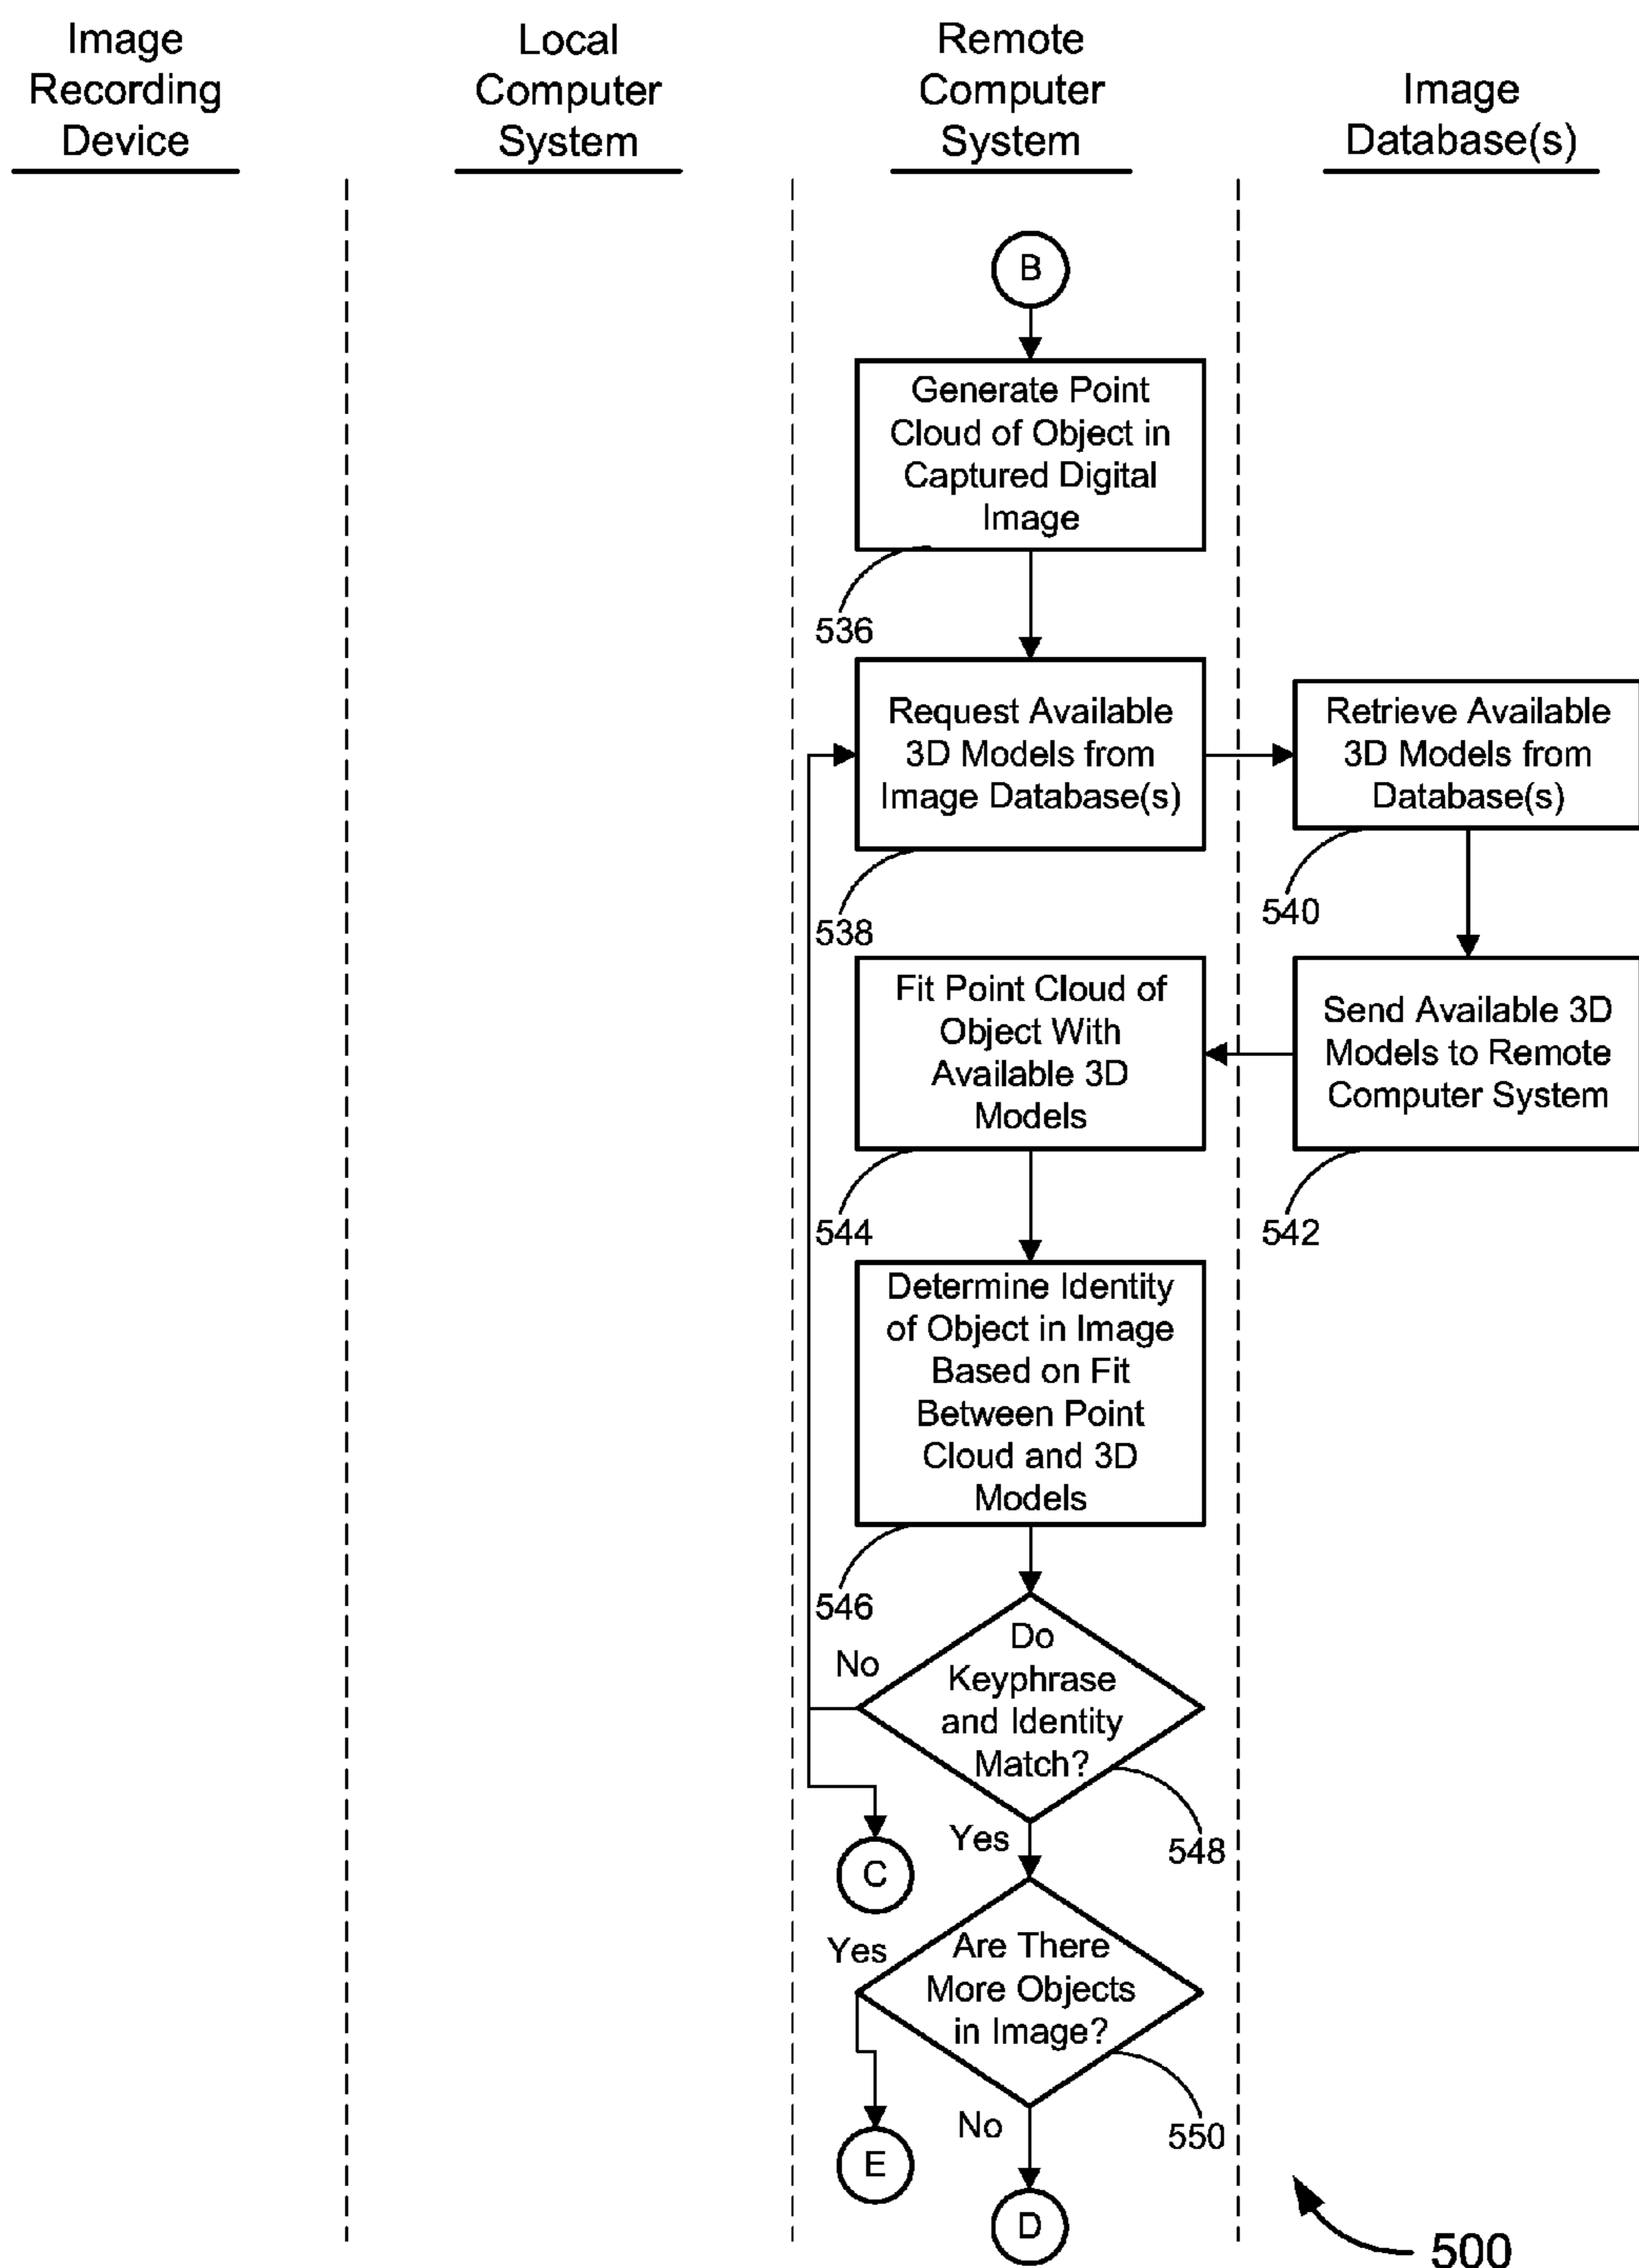 Image
Recording
Device
Local
Computer
System
Remote
Computer
System
Image
Database(s)
B
Generate Point
Cloud of Object in
Captured Digital
Image
536
Request Available
3D Models from
Image Database(s)
538
Retrieve Available
3D Models from
Database(s)
540
Fit Point Cloud of
Object With
Available 3D
Models
544
Send Available 3D
Models to Remote
Computer System
542
Determine Identity
of Object in Image
Based on Fit
Between Point
Cloud and 3D
Models
546
Do
Keyphrase
and Identity
Match?
No
548
Yes
C
Are There
More Objects
in Image?
Yes
550
No
E
D
500